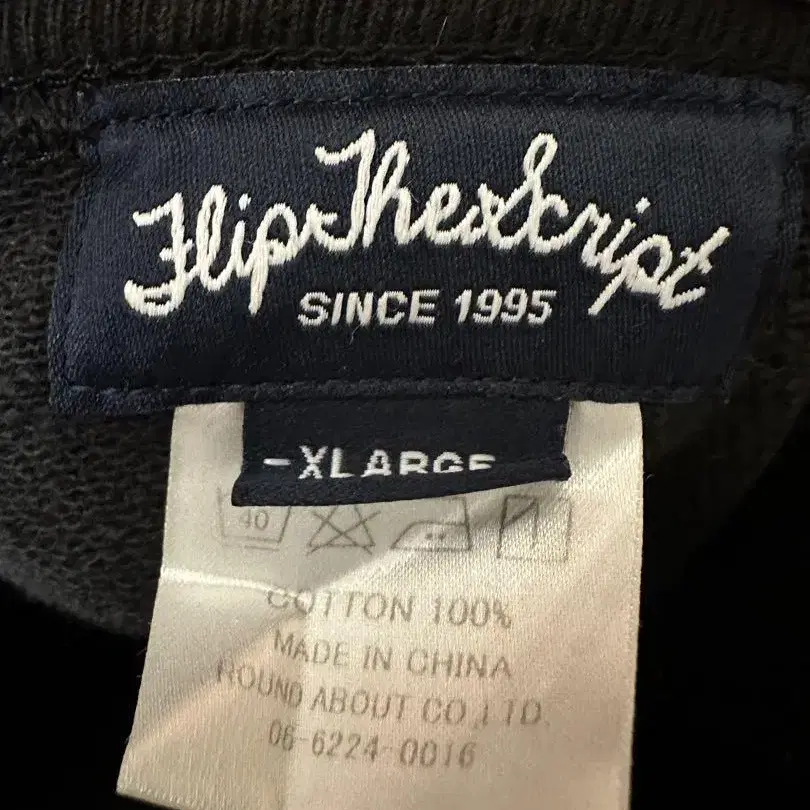 FlipTheScript
SINCE 1995
-XLARGE
40
COTTON 100%
MADE IN CHINA
ROUND ABOUT CO.,LTD.
06-6224-0016